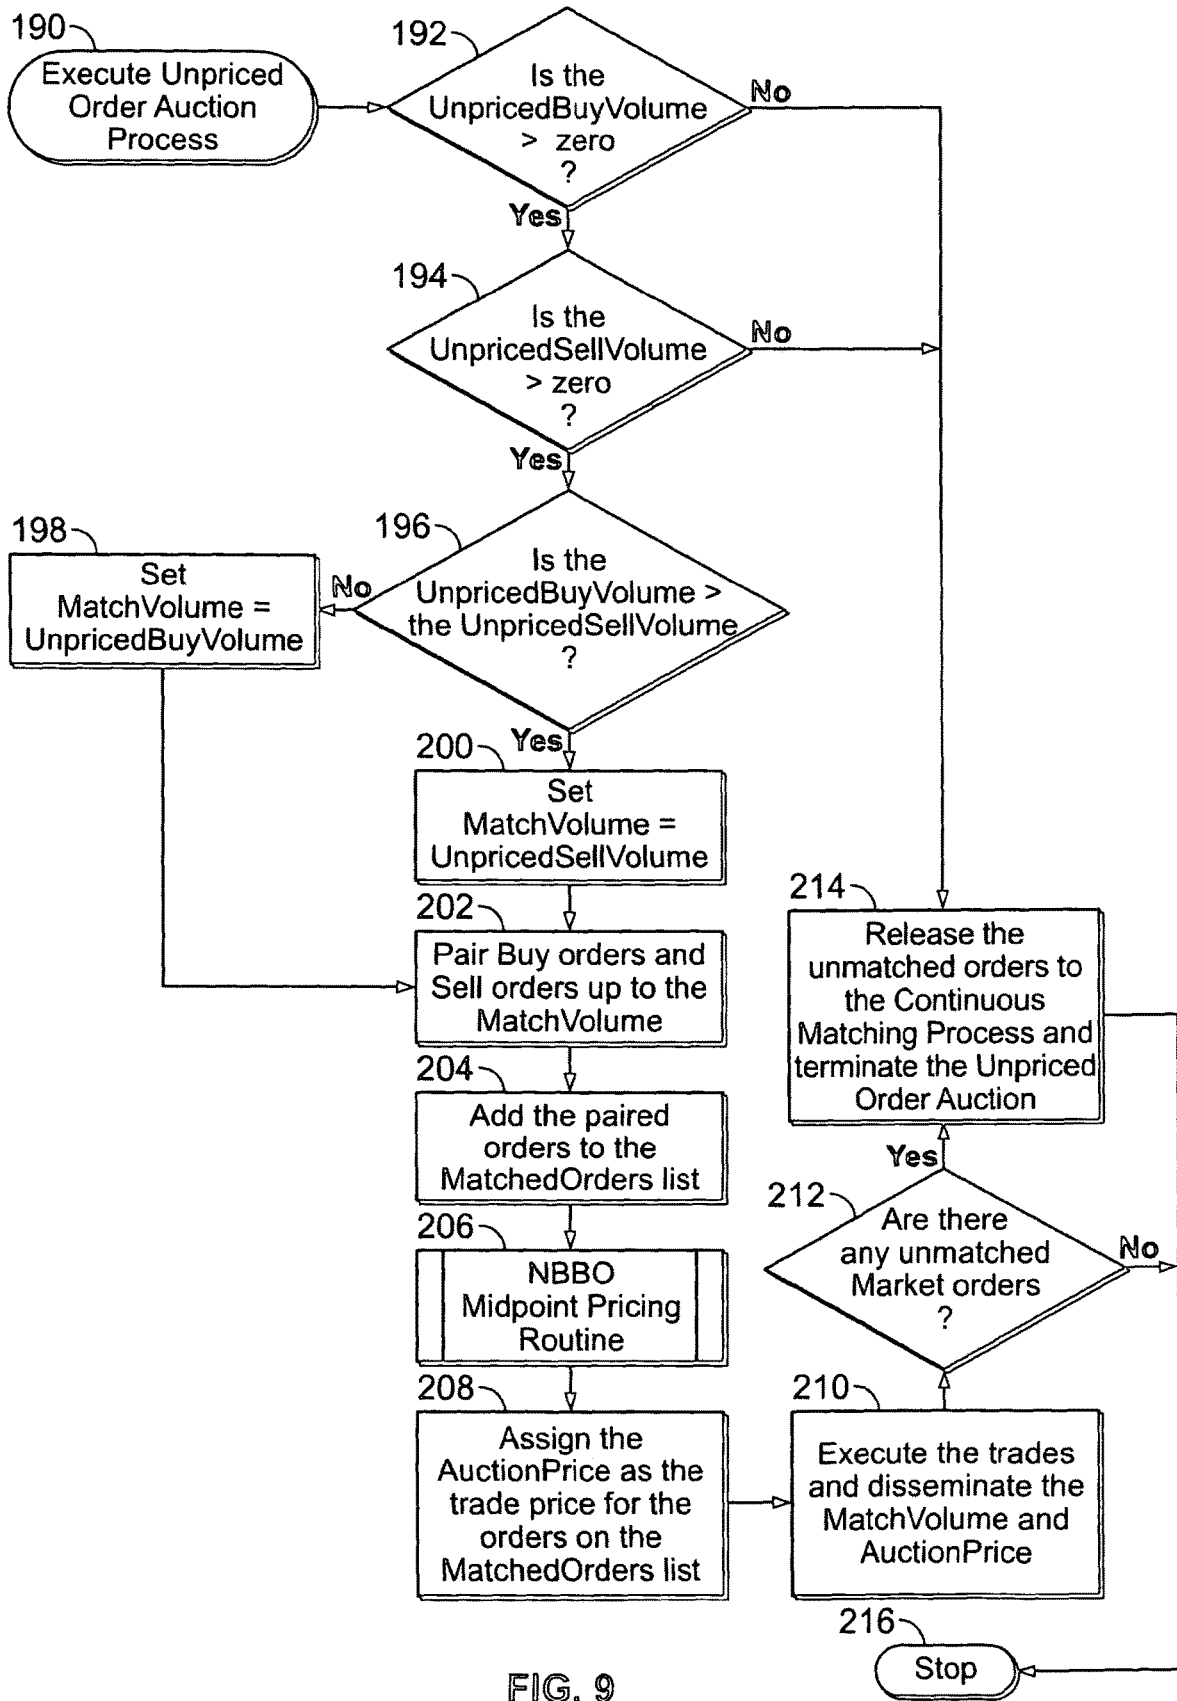 190
Execute Unpriced
Order Auction
Process
192
Is the
UnpricedBuyVolume
> zero
?
No
Yes
194
Is the
UnpricedSellVolume
> zero
?
No
Yes
196
Is the
UnpricedBuyVolume >
the UnpricedSellVolume
?
No
Yes
198
Set
MatchVolume =
UnpricedBuyVolume
200
Set
MatchVolume =
UnpricedSellVolume
202
Pair Buy orders and
Sell orders up to the
MatchVolume
204
Add the paired
orders to the
MatchedOrders list
206
NBBO
Midpoint Pricing
Routine
208
Assign the
AuctionPrice as the
trade price for the
orders on the
MatchedOrders list
210
Execute the trades
and disseminate the
MatchVolume and
AuctionPrice
212
Are there
any unmatched
Market orders
?
Yes
No
214
Release the
unmatched orders to
the Continuous
Matching Process and
terminate the Unpriced
Order Auction
216
Stop
FIG. 9